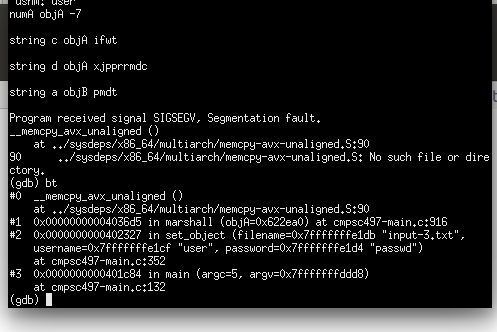 usnm: user
numA objA -7
string c objA ifwt
string d objA xjpprrmdc
string a objB pmdt
Program received signal SIGSEGV, Segmentation fault.
__memcpy_avx_unaligned ()
at ../sysdeps/x86_64/multiarch/memcpy-avx-unaligned.S:90
90 ../sysdeps/x86_64/multiarch/memcpy-avx-unaligned.S: No such file or dire
ctory.
(gdb) bt
#0 __memcpy_avx_unaligned ()
at ../sysdeps/x86_64/multiarch/memcpy-avx-unaligned.S:90
#1 0x00000000004036d5 in marshall (objA=0x622ea0) at cmpsc497-main.c:916
#2 0x0000000000402327 in set_object (filename=0x7fffffffe1db "input-3.txt",
username=0x7fffffffe1cf "user", password=0x7fffffffe1d4 "passwd")
at cmpsc497-main.c:352
#3 0x0000000000401c84 in main (argc=5, argv=0x7fffffffddd8)
at cmpsc497-main.c:132
(gdb)